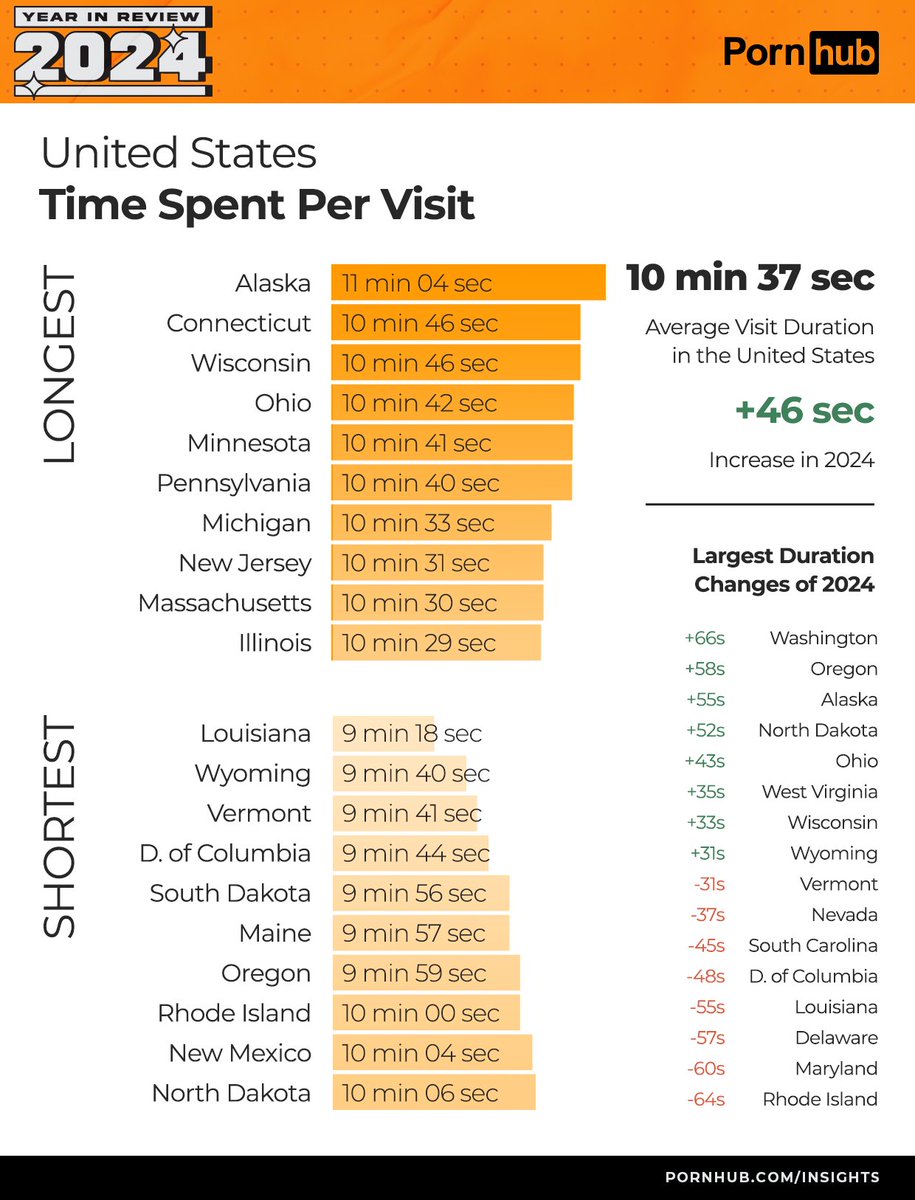 YEAR IN REVIEW
2024
Porn hub
United States
Time Spent Per Visit
LONGEST
Alaska 11 min 04 sec
Connecticut 10 min 46 sec
Wisconsin 10 min 46 sec
Ohio 10 min 42 sec
Minnesota 10 min 41 sec
Pennsylvania 10 min 40 sec
Michigan 10 min 33 sec
New Jersey 10 min 31 sec
Massachusetts 10 min 30 sec
Illinois 10 min 29 sec
SHORTEST
Louisiana 9 min 18 sec
Wyoming 9 min 40 sec
Vermont 9 min 41 sec
D. of Columbia 9 min 44 sec
South Dakota 9 min 56 sec
Maine 9 min 57 sec
Oregon 9 min 59 sec
Rhode Island 10 min 00 sec
New Mexico 10 min 04 sec
North Dakota 10 min 06 sec
10 min 37 sec
Average Visit Duration
in the United States
+46 sec
Increase in 2024
Largest Duration
Changes of 2024
+66s Washington
+58s Oregon
+55s Alaska
+52s North Dakota
+43s Ohio
+35s West Virginia
+33s Wisconsin
+31s Wyoming
-31s Vermont
-37s Nevada
-45s South Carolina
-48s D. of Columbia
-55s Louisiana
-57s Delaware
-60s Maryland
-64s Rhode Island
PORNHUB.COM/INSIGHTS